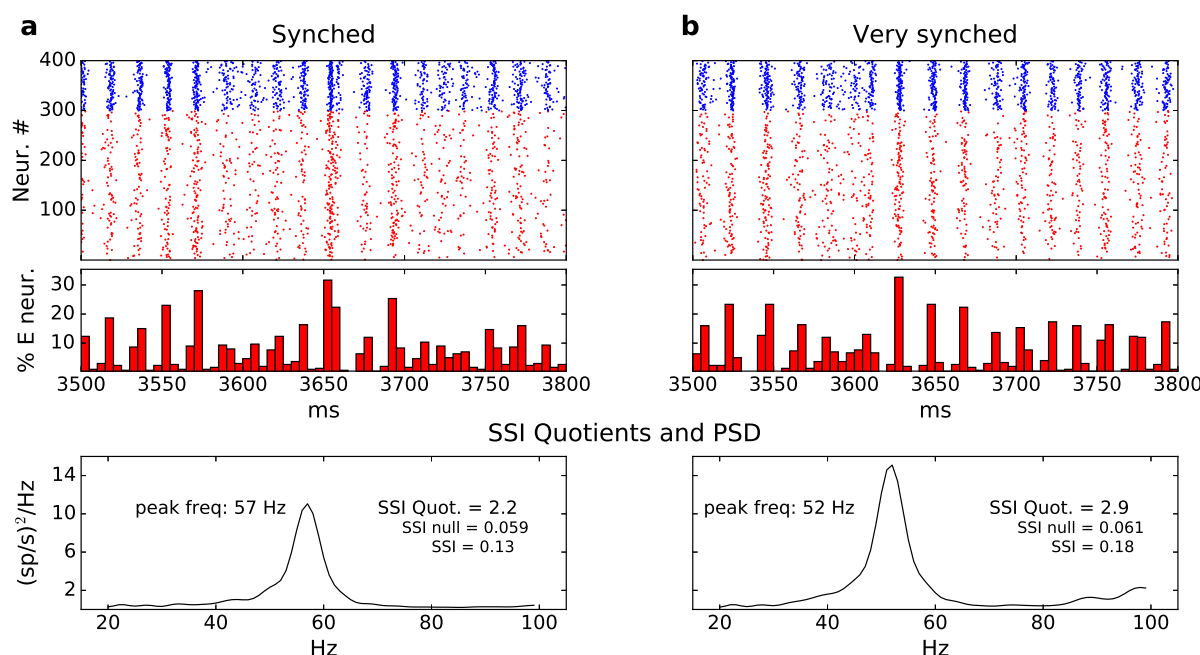 a
b
Synched
Very synched
400
300
200
100
Neur. #
30
20
10
% E neur.
3500 3550 3600 3650 3700 3750 3800
ms
3500 3550 3600 3650 3700 3750 3800
ms
SSI Quotients and PSD
14
10
6
2
(sp/s)²/Hz
peak freq: 57 Hz
SSI Quot. = 2.2
SSI null = 0.059
SSI = 0.13
20 40 60 80 100
Hz
peak freq: 52 Hz
SSI Quot. = 2.9
SSI null = 0.061
SSI = 0.18
20 40 60 80 100
Hz